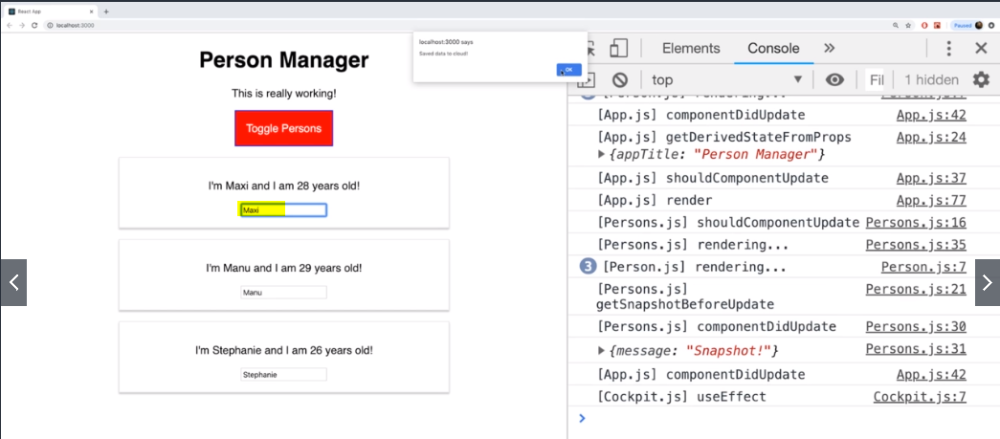 React App
localhost:3000
Paused
Person Manager
This is really working!
Toggle Persons
I'm Maxi and I am 28 years old!
Maxi
I'm Manu and I am 29 years old!
Manu
I'm Stephanie and I am 26 years old!
Stephanie
localhost:3000 says
Saved data to cloud!
OK
Elements Console
top Fil 1 hidden
[Person.js] rendering... Person.js:7
[App.js] componentDidUpdate App.js:42
[App.js] getDerivedStateFromProps App.js:24
{appTitle: "Person Manager"}
[App.js] shouldComponentUpdate App.js:37
[App.js] render App.js:77
[Persons.js] shouldComponentUpdate Persons.js:16
[Persons.js] rendering... Persons.js:35
3 [Person.js] rendering... Person.js:7
[Persons.js] Persons.js:21
getSnapshotBeforeUpdate
[Persons.js] componentDidUpdate Persons.js:30
{message: "Snapshot!"} Persons.js:31
[App.js] componentDidUpdate App.js:42
[Cockpit.js] useEffect Cockpit.js:7